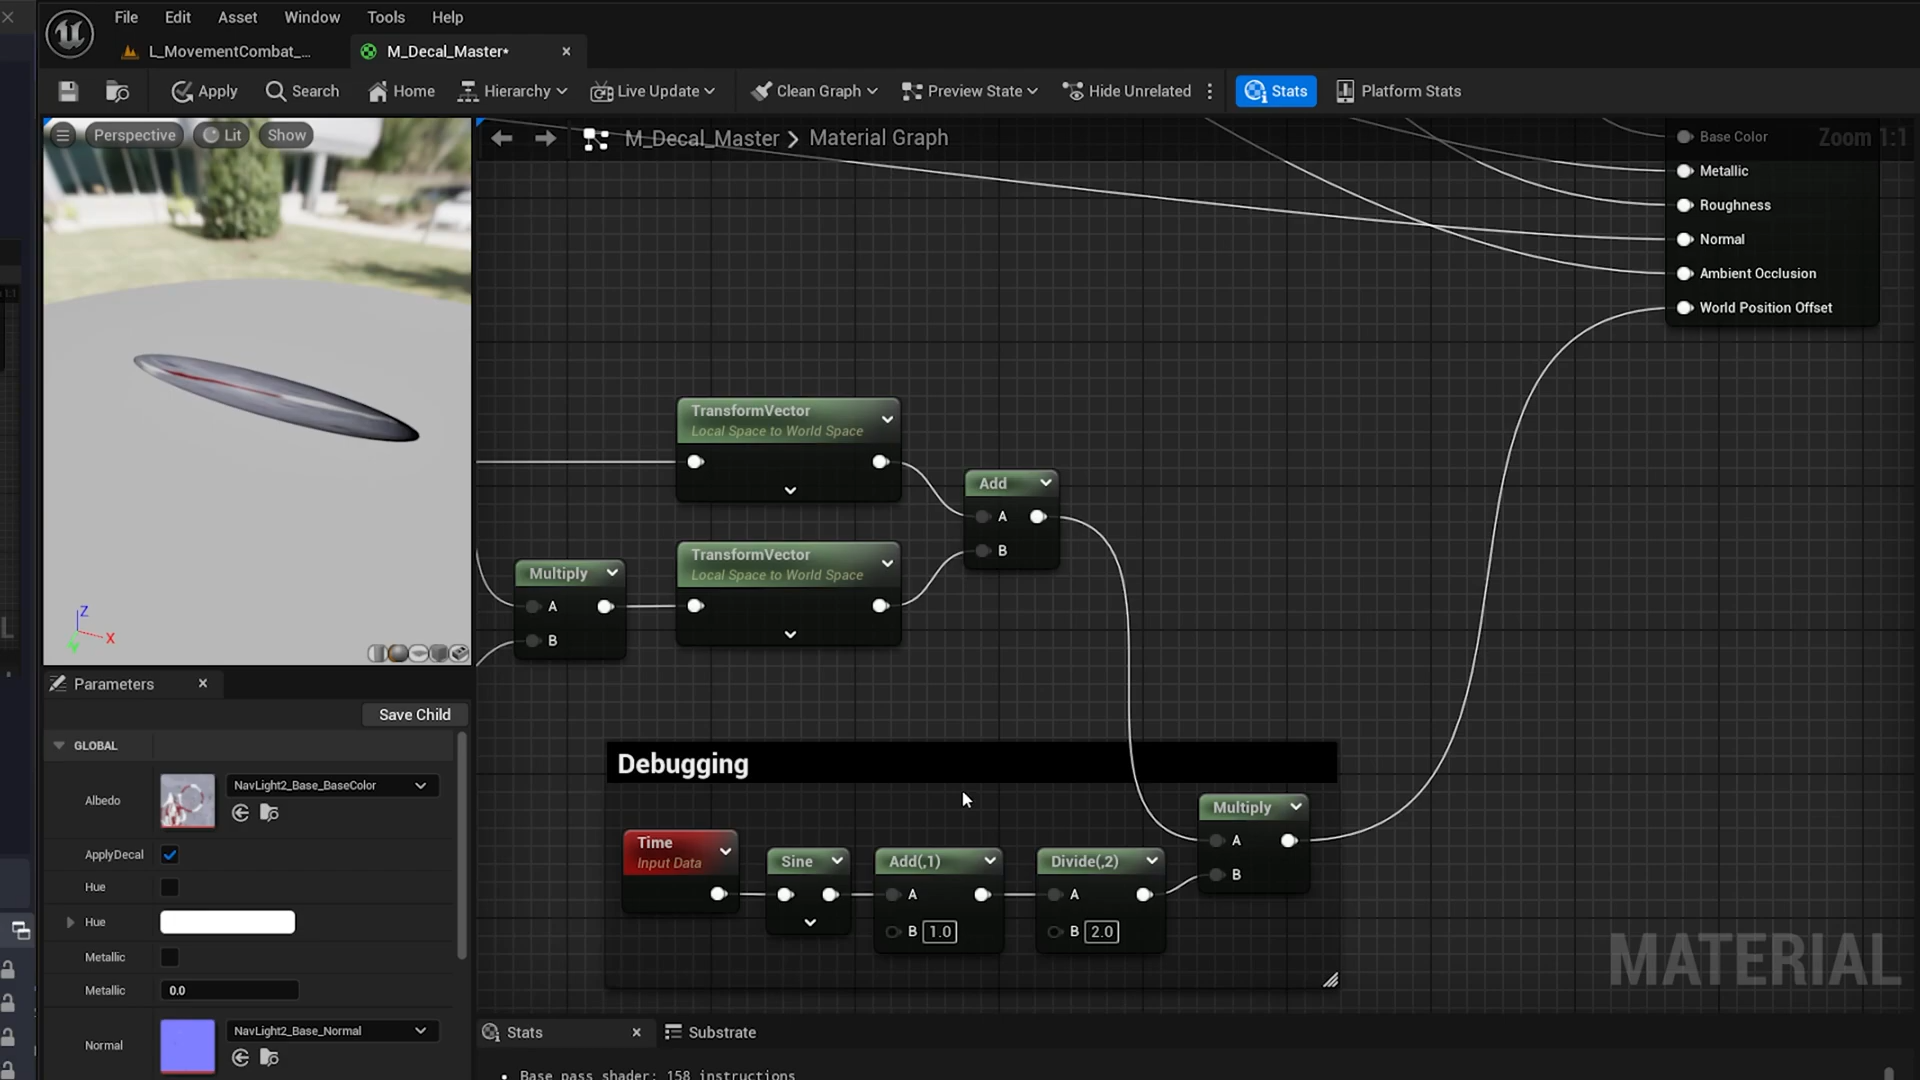 File Edit Asset Window Tools Help
L_MovementCombat_... M_Decal_Master*
Apply Search Home Hierarchy Live Update Clean Graph Preview State Hide Unrelated Stats Platform Stats
Perspective Lit Show
M_Decal_Master > Material Graph
Zoom 1:1
Base Color
Metallic
Roughness
Normal
Ambient Occlusion
World Position Offset
TransformVector
Local Space to World Space
Add
A
B
TransformVector
Local Space to World Space
Multiply
A
B
Z
X
Y
Parameters
Save Child
GLOBAL
Albedo
NavLight2_Base_BaseColor
ApplyDecal
Hue
Hue
Metallic
Metallic 0.0
Normal
NavLight2_Base_Normal
Debugging
Multiply
A
B
Time
Input Data
Sine
Add(,1)
A
B 1.0
Divide(,2)
A
B 2.0
MATERIAL
Stats Substrate
• Base pass shader: 158 instructions